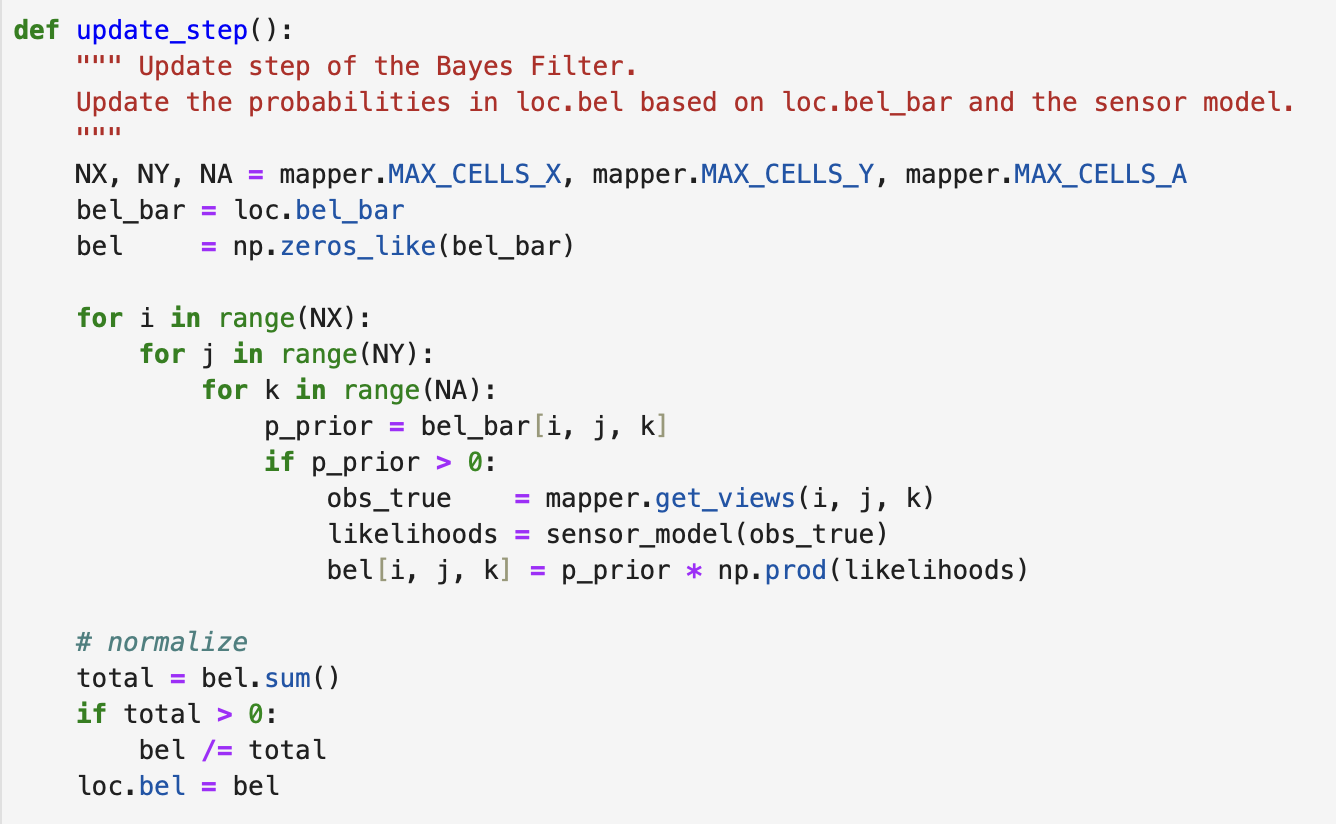 def update_step():
    """ Update step of the Bayes Filter.
    Update the probabilities in loc.bel based on loc.bel_bar and the sensor model.
    """
    NX, NY, NA = mapper.MAX_CELLS_X, mapper.MAX_CELLS_Y, mapper.MAX_CELLS_A
    bel_bar = loc.bel_bar
    bel     = np.zeros_like(bel_bar)

    for i in range(NX):
        for j in range(NY):
            for k in range(NA):
                p_prior = bel_bar[i, j, k]
                if p_prior > 0:
                    obs_true    = mapper.get_views(i, j, k)
                    likelihoods = sensor_model(obs_true)
                    bel[i, j, k] = p_prior * np.prod(likelihoods)

    # normalize
    total = bel.sum()
    if total > 0:
        bel /= total
    loc.bel = bel